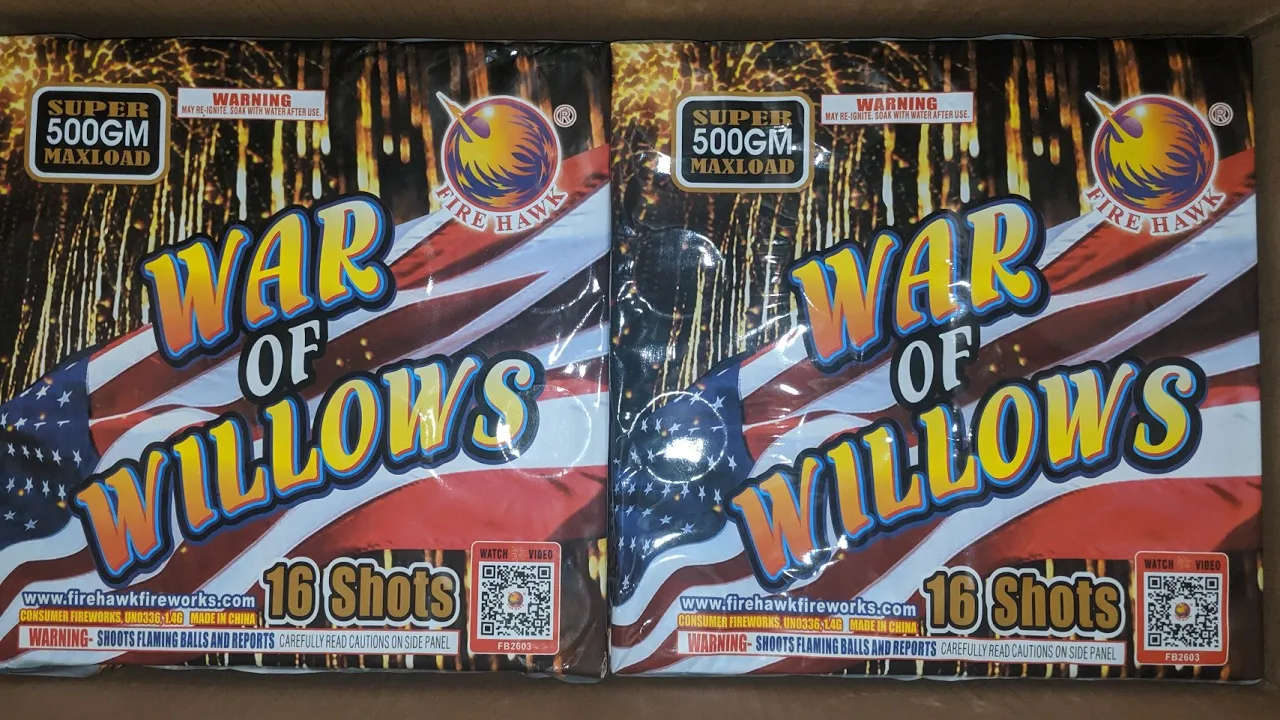 SUPER
500GM
MAXLOAD
WARNING
MAY RE-IGNITE. SOAK WITH WATER AFTER USE.
®
FIRE HAWK
WAR
OF
WILLOWS
16 Shots
WATCH VIDEO
www.firehawkfireworks.com
CONSUMER FIREWORKS, UN0336, 1.4G MADE IN CHINA
WARNING- SHOOTS FLAMING BALLS AND REPORTS CAREFULLY READ CAUTIONS ON SIDE PANEL
FB2603
SUPER
500GM
MAXLOAD
WARNING
MAY RE-IGNITE. SOAK WITH WATER AFTER USE.
®
FIRE HAWK
WAR
OF
WILLOWS
16 Shots
WATCH VIDEO
www.firehawkfireworks.com
CONSUMER FIREWORKS, UN0336, 1.4G MADE IN CHINA
WARNING- SHOOTS FLAMING BALLS AND REPORTS CAREFULLY READ CAUTIONS ON SIDE PANEL
FB2603